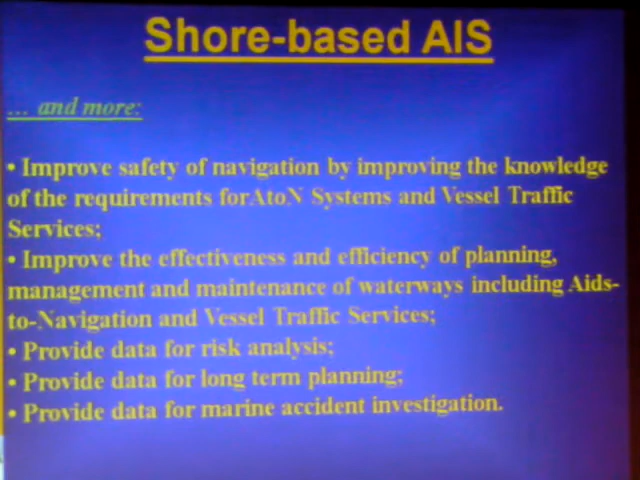 Shore-based AIS
... and more:
• Improve safety of navigation by improving the knowledge
of the requirements for AtoN Systems and Vessel Traffic
Services;
• Improve the effectiveness and efficiency of planning,
management and maintenance of waterways including Aids-
to-Navigation and Vessel Traffic Services;
• Provide data for risk analysis;
• Provide data for long term planning;
• Provide data for marine accident investigation.